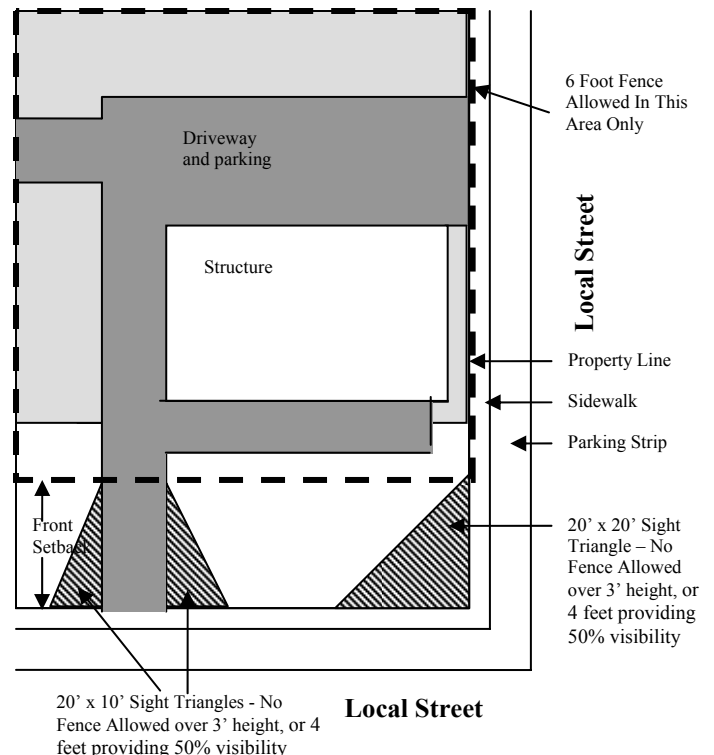 6 Foot Fence
Allowed In This
Area Only
Driveway
and parking
Local Street
Structure
Property Line
Sidewalk
Parking Strip
Front
Setback
20’ x 20’ Sight
Triangle – No
Fence Allowed
over 3’ height, or
4 feet providing
50% visibility
20’ x 10’ Sight Triangles - No
Fence Allowed over 3’ height, or 4
feet providing 50% visibility
Local Street